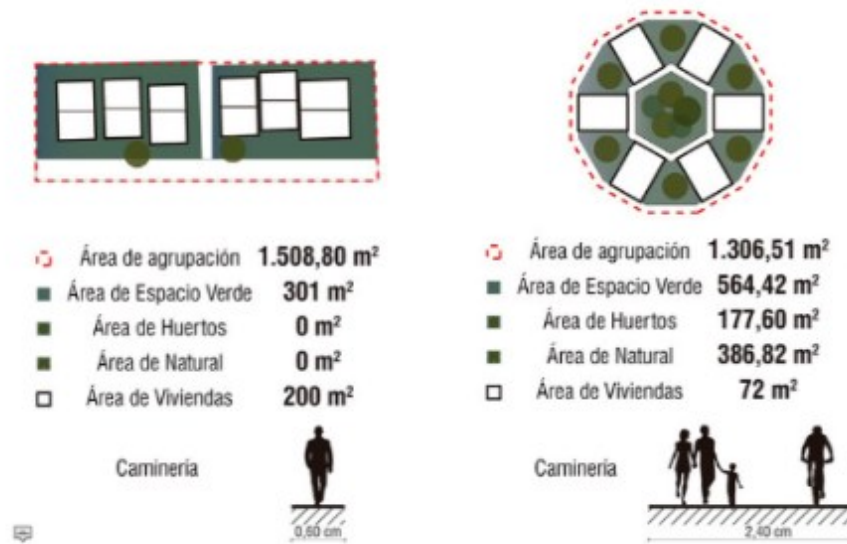 Área de agrupación 1.508,80 m²
Área de Espacio Verde 301 m²
Área de Huertos 0 m²
Área de Natural 0 m²
Área de Viviendas 200 m²
Caminería
0,60 cm
Área de agrupación 1.306,51 m²
Área de Espacio Verde 564,42 m²
Área de Huertos 177,60 m²
Área de Natural 386,82 m²
Área de Viviendas 72 m²
Caminería
2,40 cm